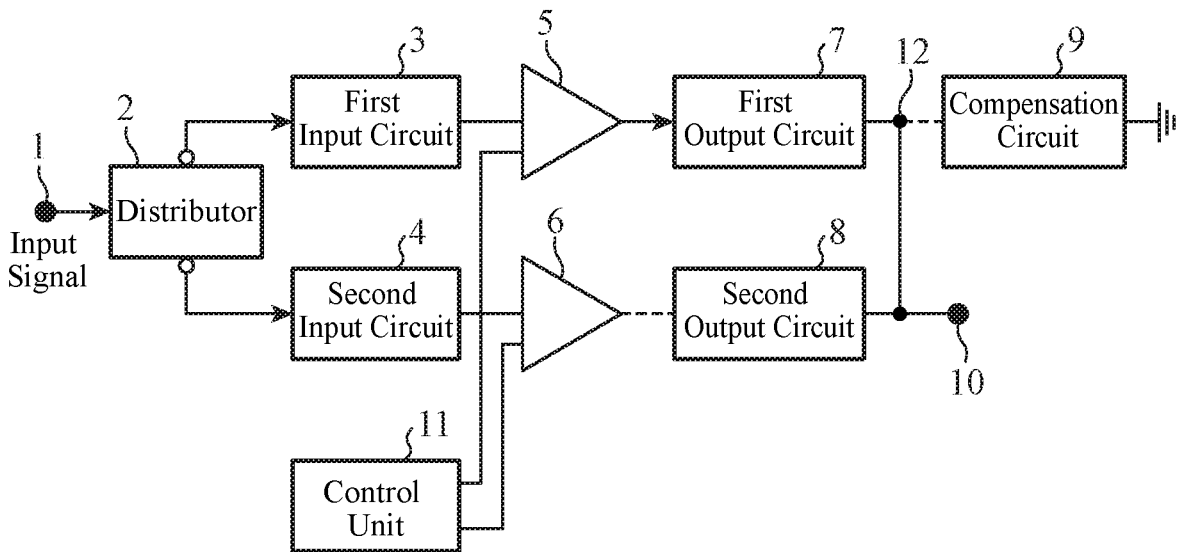 1
Input
Signal
2
Distributor
3
First
Input Circuit
4
Second
Input Circuit
5
6
7
First
Output Circuit
8
Second
Output Circuit
12
9
Compensation
Circuit
10
11
Control
Unit